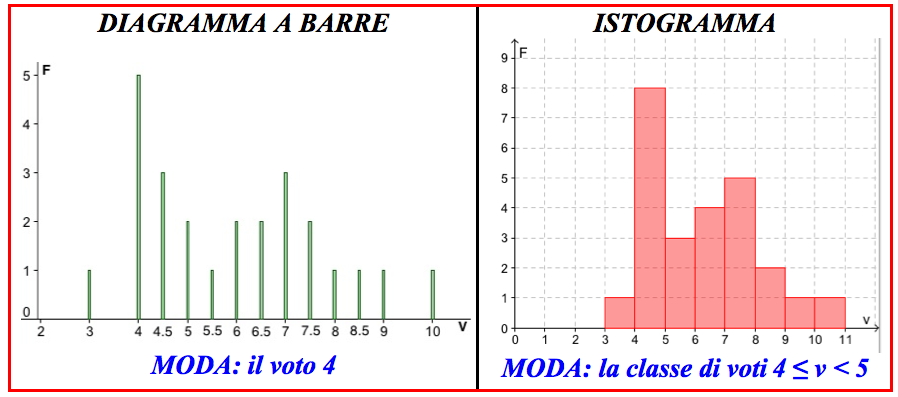 DIAGRAMMA A BARRE
F
5
4
3
2
1
0
2 3 4 4.5 5 5.5 6 6.5 7 7.5 8 8.5 9 10 V
MODA: il voto 4
ISTOGRAMMA
F
9
8
7
6
5
4
3
2
1
0
0 1 2 3 4 5 6 7 8 9 10 11 v
MODA: la classe di voti 4 ≤ v < 5